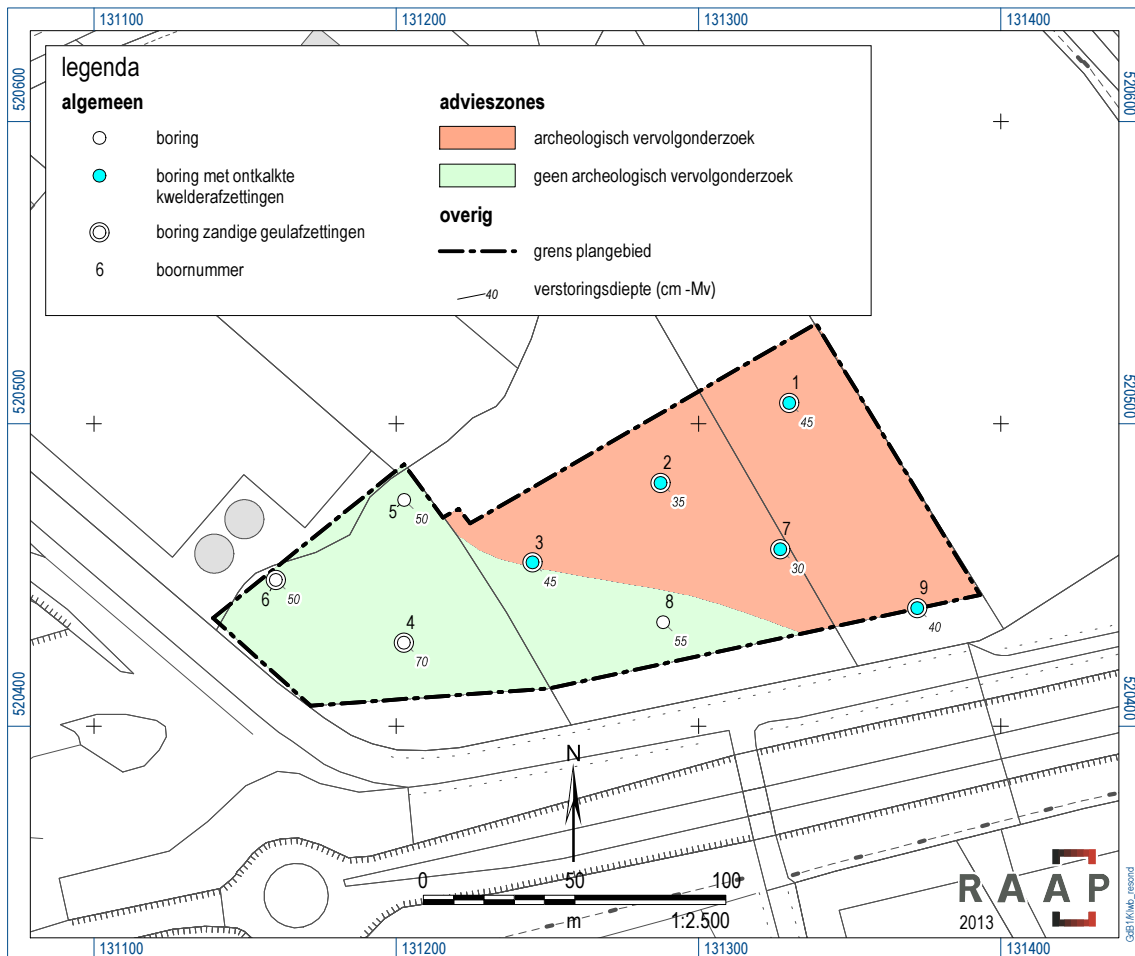 131100
131200
131300
131400
520600
520600
legenda
algemeen
boring
boring met ontkalkte
kwelderafzettingen
boring zandige geulafzettingen
6 boornummer
advieszones
archeologisch vervolgonderzoek
geen archeologisch vervolgonderzoek
overig
grens plangebied
40 verstoringsdiepte (cm -Mv)
520500
520500
1
45
2
35
5
50
3
45
7
30
6
50
4
70
8
55
9
40
520400
520400
N
0 50 100
m 1:2.500
RAAP
2013
131100
131200
131300
131400